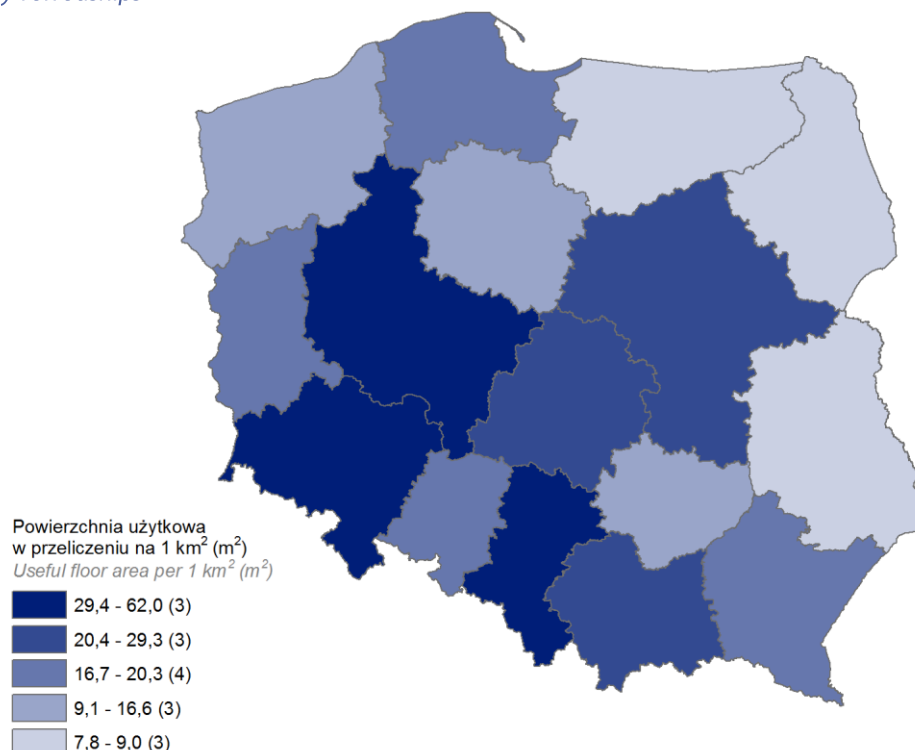 Powierzchnia użytkowa
w przeliczeniu na 1 km² (m²)
Useful floor area per 1 km² (m²)
29,4 - 62,0 (3)
20,4 - 29,3 (3)
16,7 - 20,3 (4)
9,1 - 16,6 (3)
7,8 - 9,0 (3)